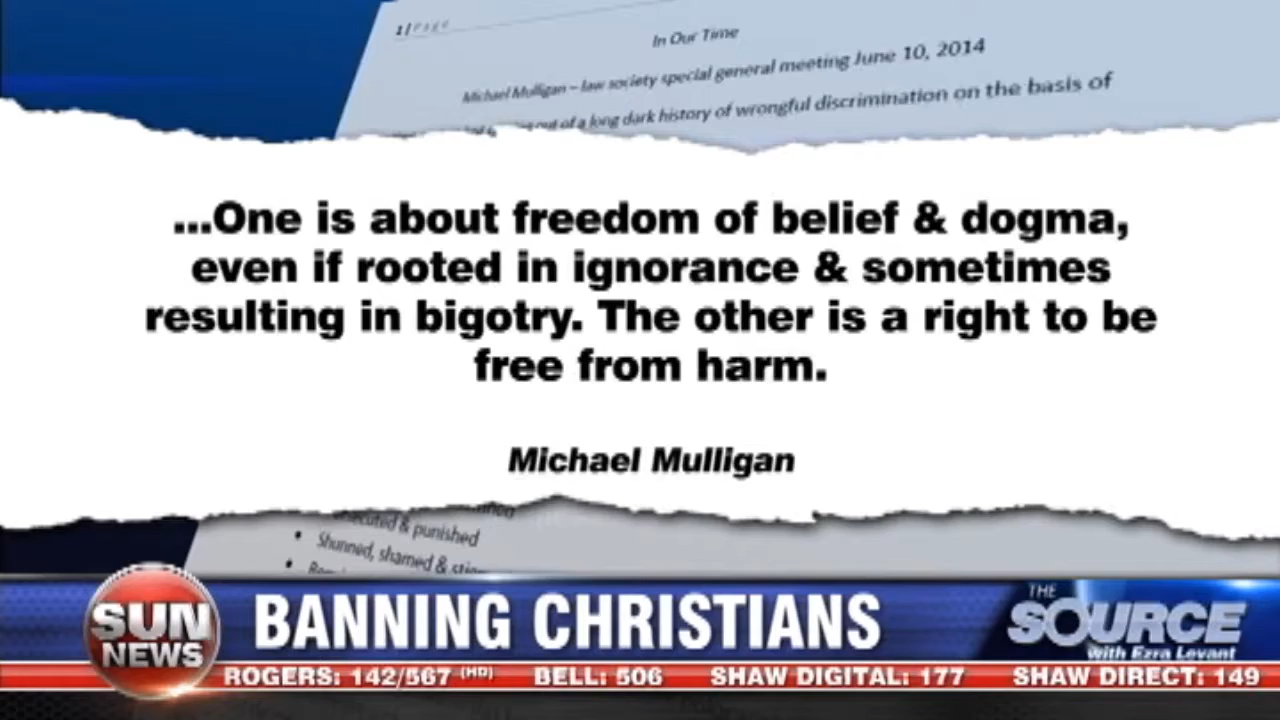 1 | Page
In Our Time
Michael Mulligan – law society special general meeting June 10, 2014
out of a long dark history of wrongful discrimination on the basis of
...One is about freedom of belief & dogma,
even if rooted in ignorance & sometimes
resulting in bigotry. The other is a right to be
free from harm.
Michael Mulligan
& punished
• Shunned, shamed &
•
SUN
NEWS
BANNING CHRISTIANS
THE
SOURCE
With Ezra Levant
ROGERS: 142/567 (HD) BELL: 506 SHAW DIGITAL: 177 SHAW DIRECT: 149